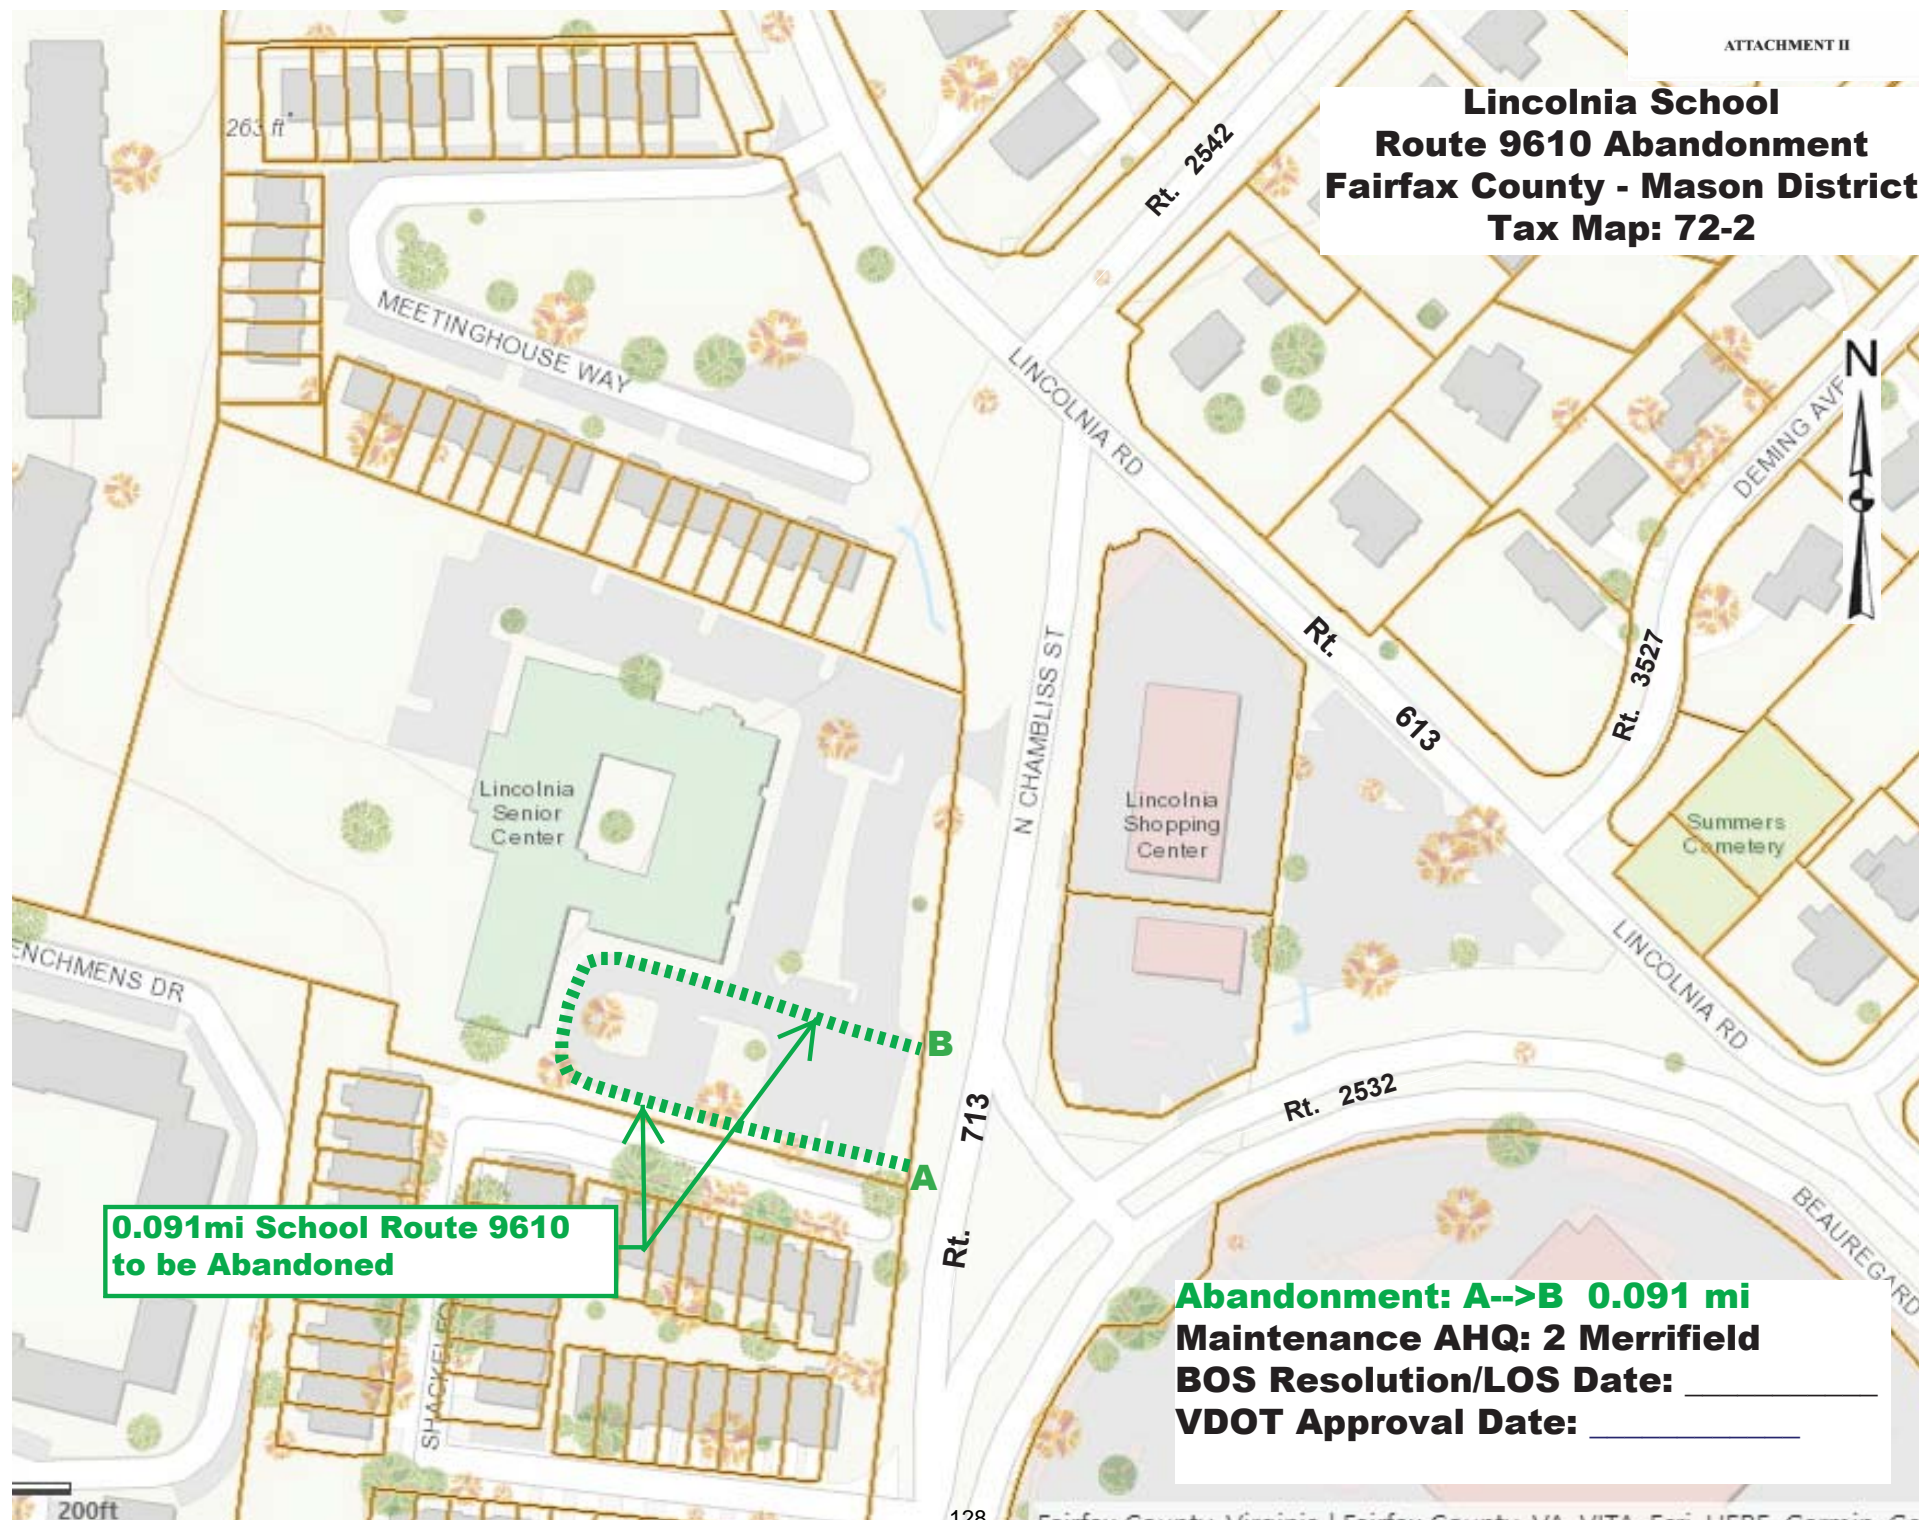 ATTACHMENT II
Lincolnia School
Route 9610 Abandonment
Fairfax County - Mason District
Tax Map: 72-2
263 ft
Rt. 2542
MEETINGHOUSE WAY
LINCOLNIA RD
N
DEMING AVE
N CHAMBLISS ST
Rt. 613
Rt. 3527
Lincolnia
Senior
Center
Lincolnia
Shopping
Center
Summers
Cemetery
LINCOLNIA RD
ENCHMENS DR
B
A
Rt. 713
Rt. 2532
BEAUREGARD
0.091mi School Route 9610
to be Abandoned
Abandonment: A-->B 0.091 mi
Maintenance AHQ: 2 Merrifield
BOS Resolution/LOS Date: ___________
VDOT Approval Date: ____________
200ft
128